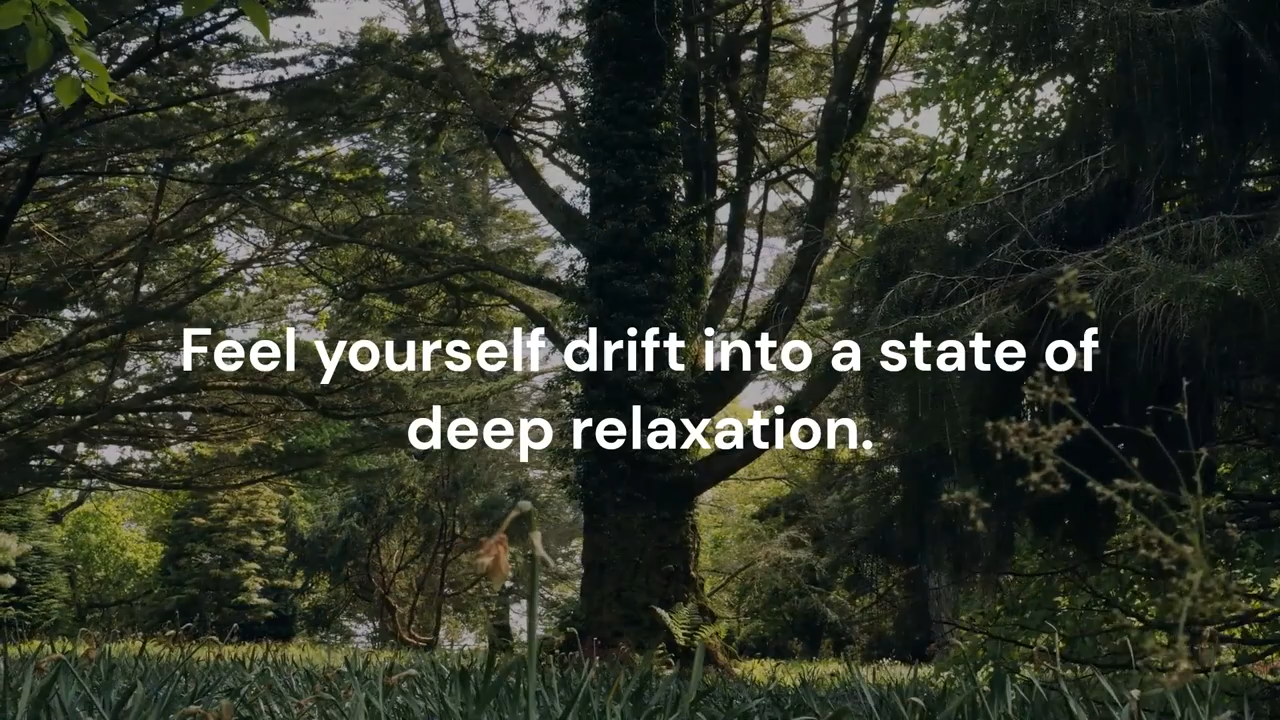 Feel yourself drift into a state of
deep relaxation.